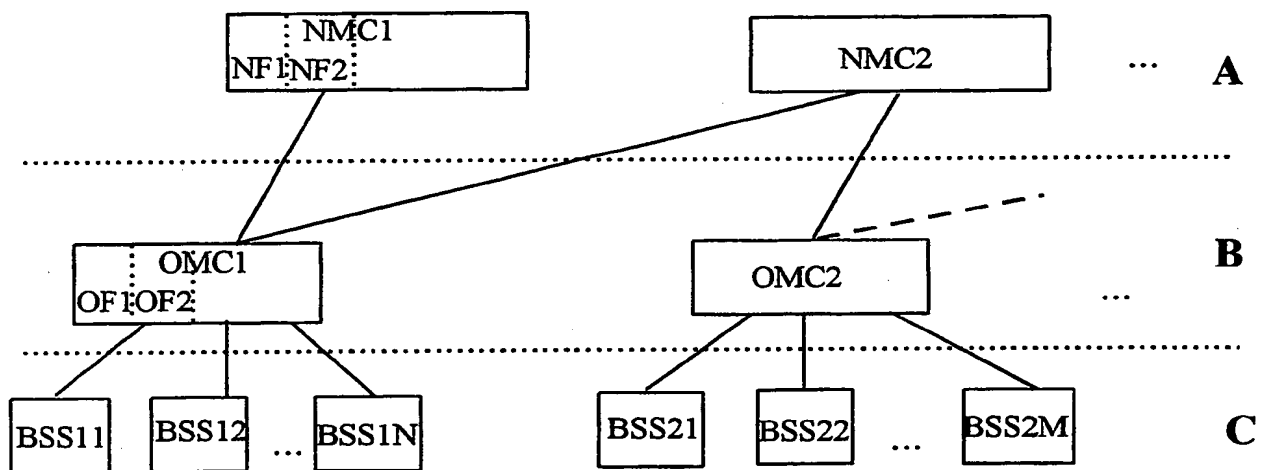 NMC1
NF1 NF2
NMC2
...
A
OMC1
OF1 OF2
OMC2
...
B
BSS11
BSS12
...
BSS1N
BSS21
BSS22
...
BSS2M
C